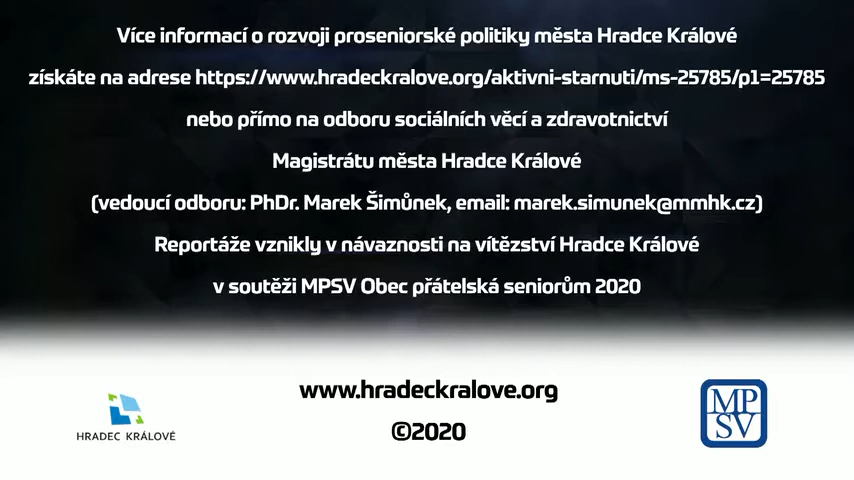 Více informací o rozvoji proseniorské politiky města Hradce Králové
získáte na adrese https://www.hradeckralove.org/aktivni-starnuti/ms-25785/p1=25785
nebo přímo na odboru sociálních věcí a zdravotnictví
Magistrátu města Hradce Králové
(vedoucí odboru: PhDr. Marek Šimůnek, email: marek.simunek@mmhk.cz)
Reportáže vznikly v návaznosti na vítězství Hradce Králové
v soutěži MPSV Obec přátelská seniorům 2020
www.hradeckralove.org
©2020
HRADEC KRÁLOVÉ
MP
SV